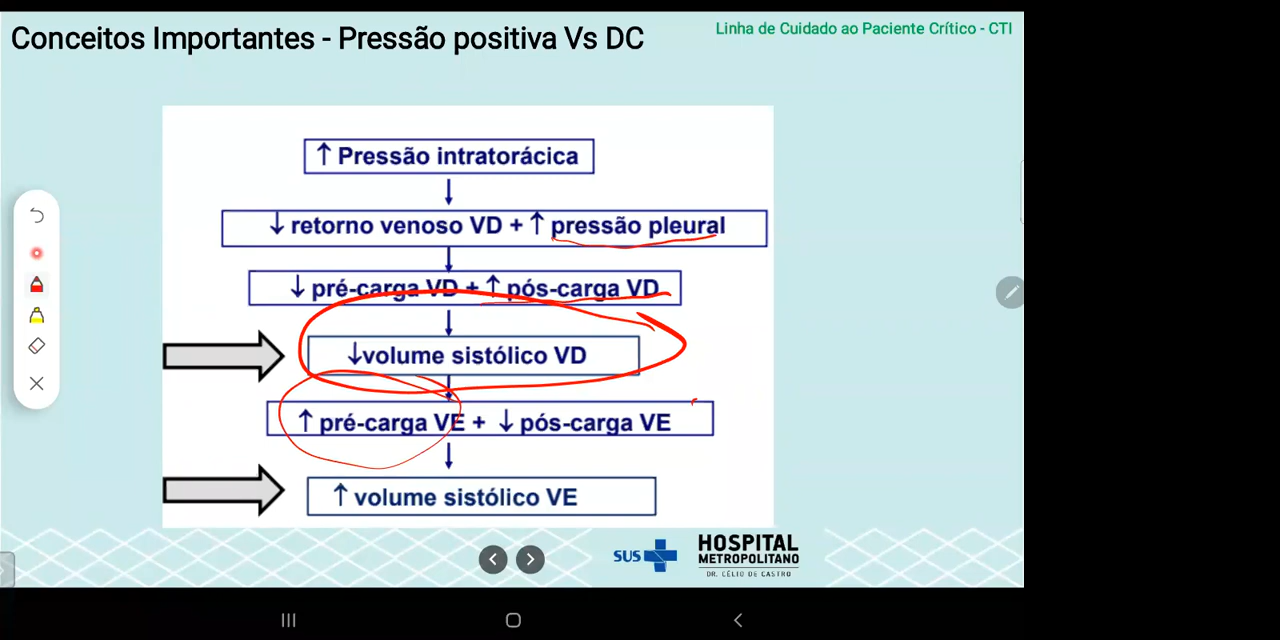 Conceitos Importantes - Pressão positiva Vs DC
Linha de Cuidado ao Paciente Crítico - CTI
↑ Pressão intratorácica
↓ retorno venoso VD + ↑ pressão pleural
↓ pré-carga VD + ↑ pós-carga VD
↓volume sistólico VD
↑ pré-carga VE + ↓ pós-carga VE
↑ volume sistólico VE
SUS
HOSPITAL
METROPOLITANO
DR. CÉLIO DE CASTRO